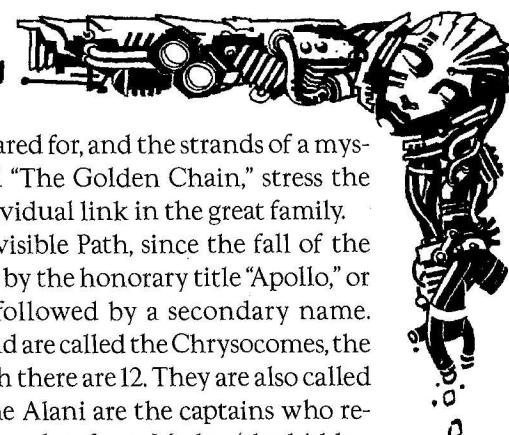 ared for, and the strands of a mys-
"The Golden Chain," stress the
vidual link in the great family.
visible Path, since the fall of the
by the honorary title "Apollo," or
followed by a secondary name.
d are called the Chrysocomes, the
h there are 12. They are also called
e Alani are the captains who re-